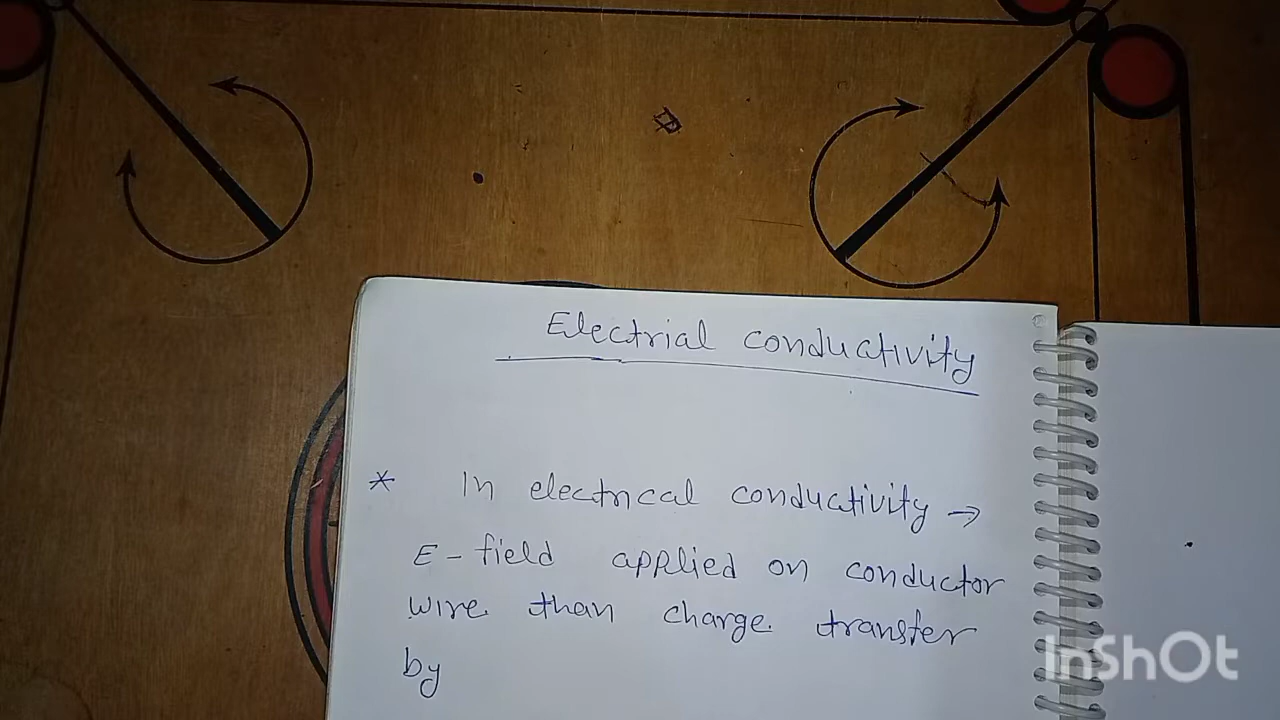 Electrial conductivity
* In electrical conductivity →
E-field applied on conductor
wire than charge transfer
by
InShOt